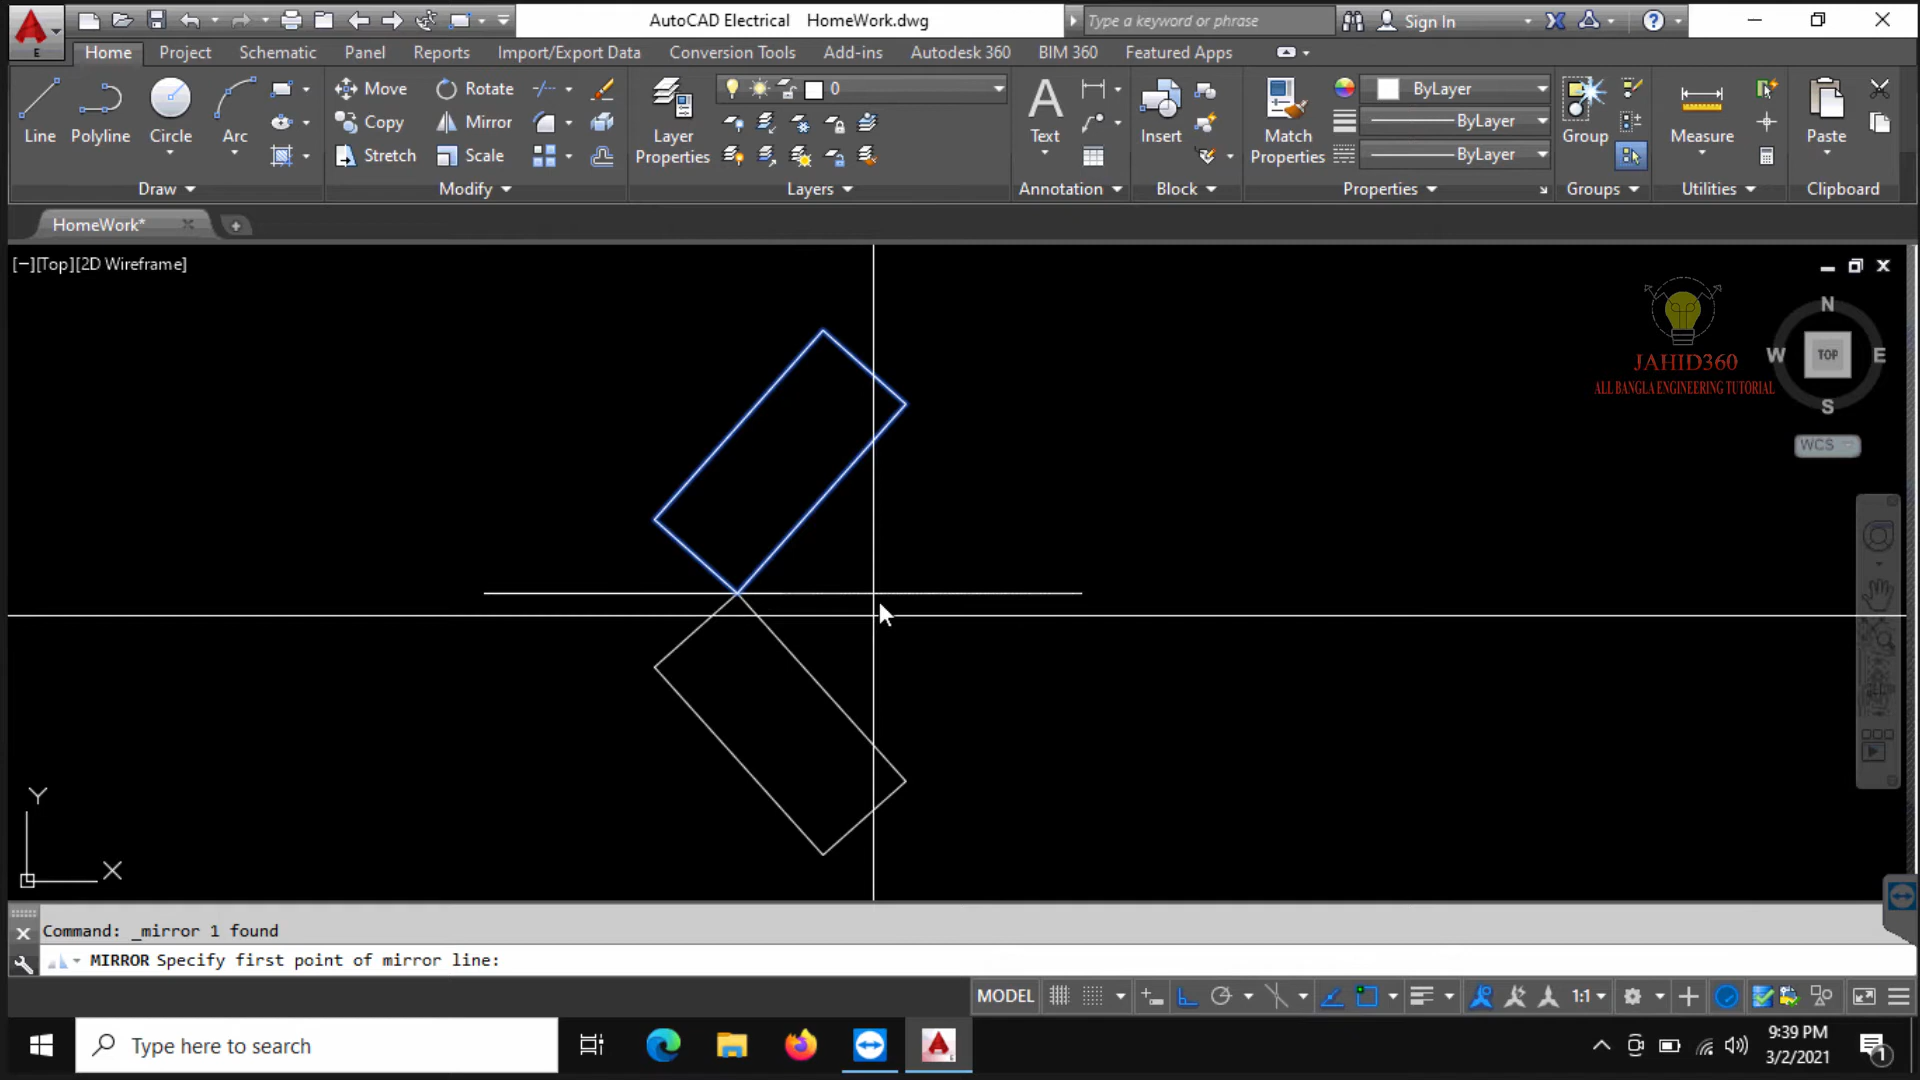 AutoCAD Electrical HomeWork.dwg
Type a keyword or phrase
Sign In
E
Home Project Schematic Panel Reports Import/Export Data Conversion Tools Add-ins Autodesk 360 BIM 360 Featured Apps
Line Polyline Circle Arc
Move Rotate
Copy Mirror
Stretch Scale
Layer Properties
0
Text
Insert
Match Properties
ByLayer
ByLayer
ByLayer
Group
Measure
Paste
Draw Modify Layers Annotation Block Properties Groups Utilities Clipboard
HomeWork*
[−][Top][2D Wireframe]
JAHID360
ALL BANGLA ENGINEERING TUTORIAL
N
W TOP E
S
WCS
Y
X
Command: _mirror 1 found
MIRROR Specify first point of mirror line:
MODEL 1:1
Type here to search
9:39 PM
3/2/2021
1